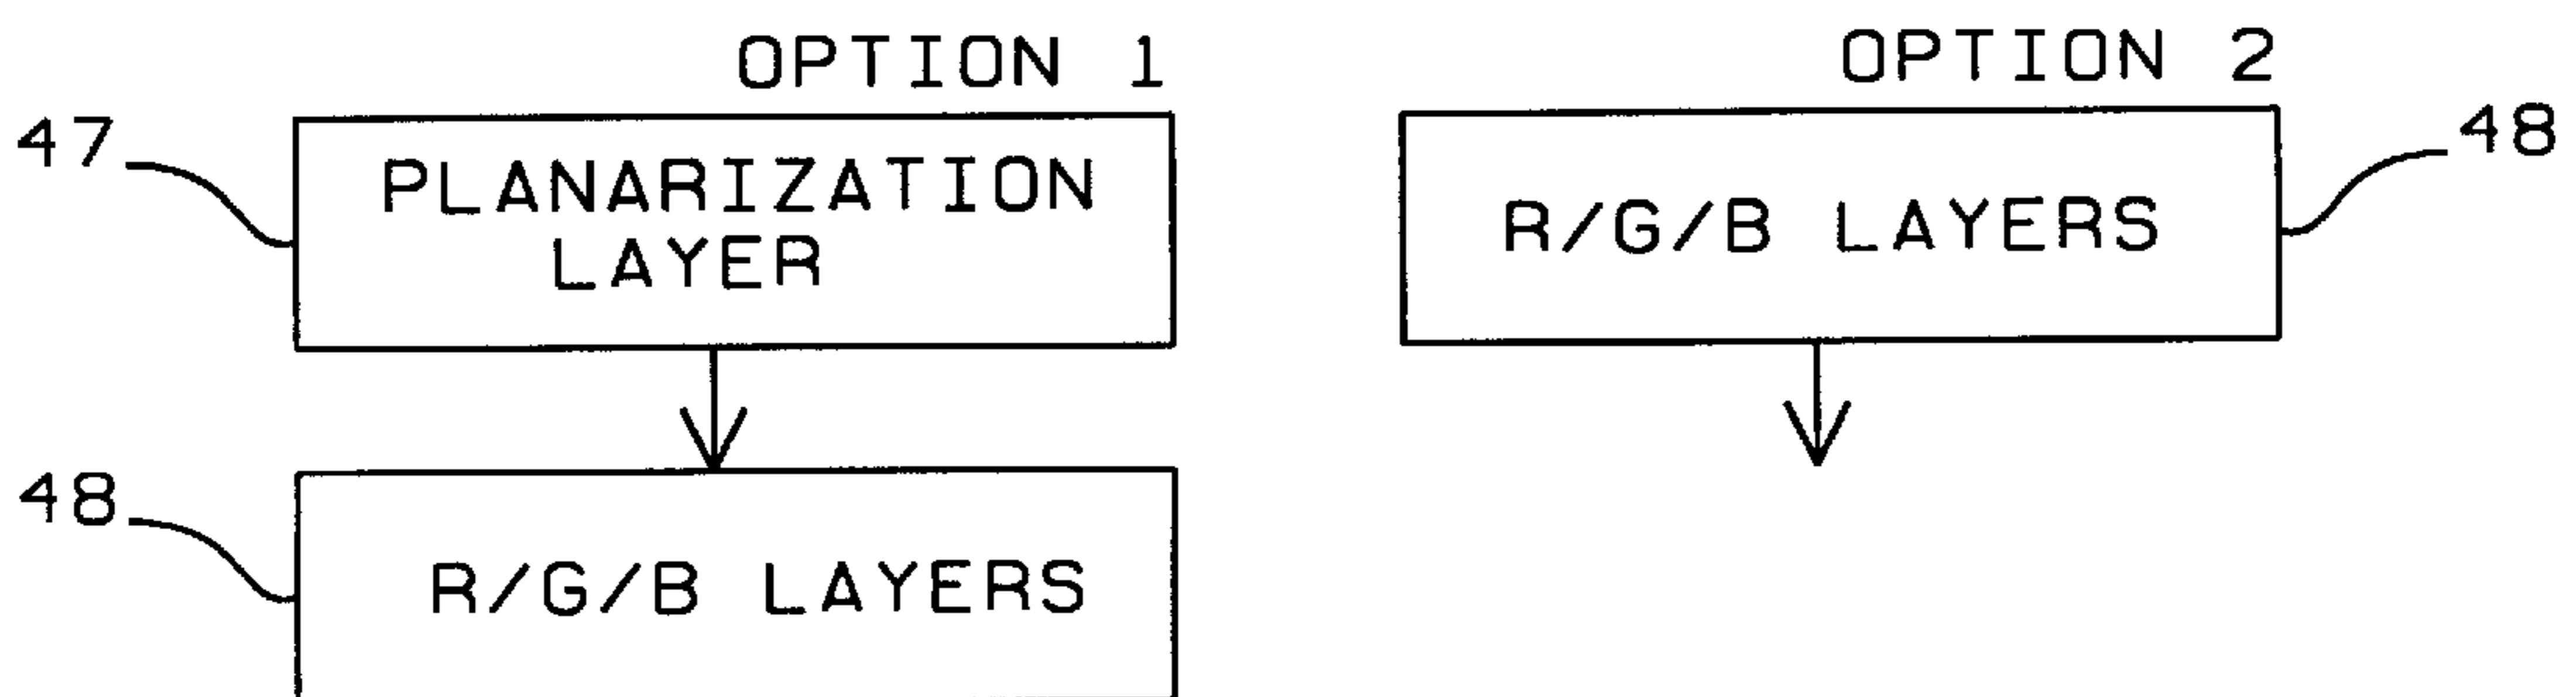 OPTION 1
47
PLANARIZATION
LAYER
48
R/G/B LAYERS
OPTION 2
R/G/B LAYERS
48